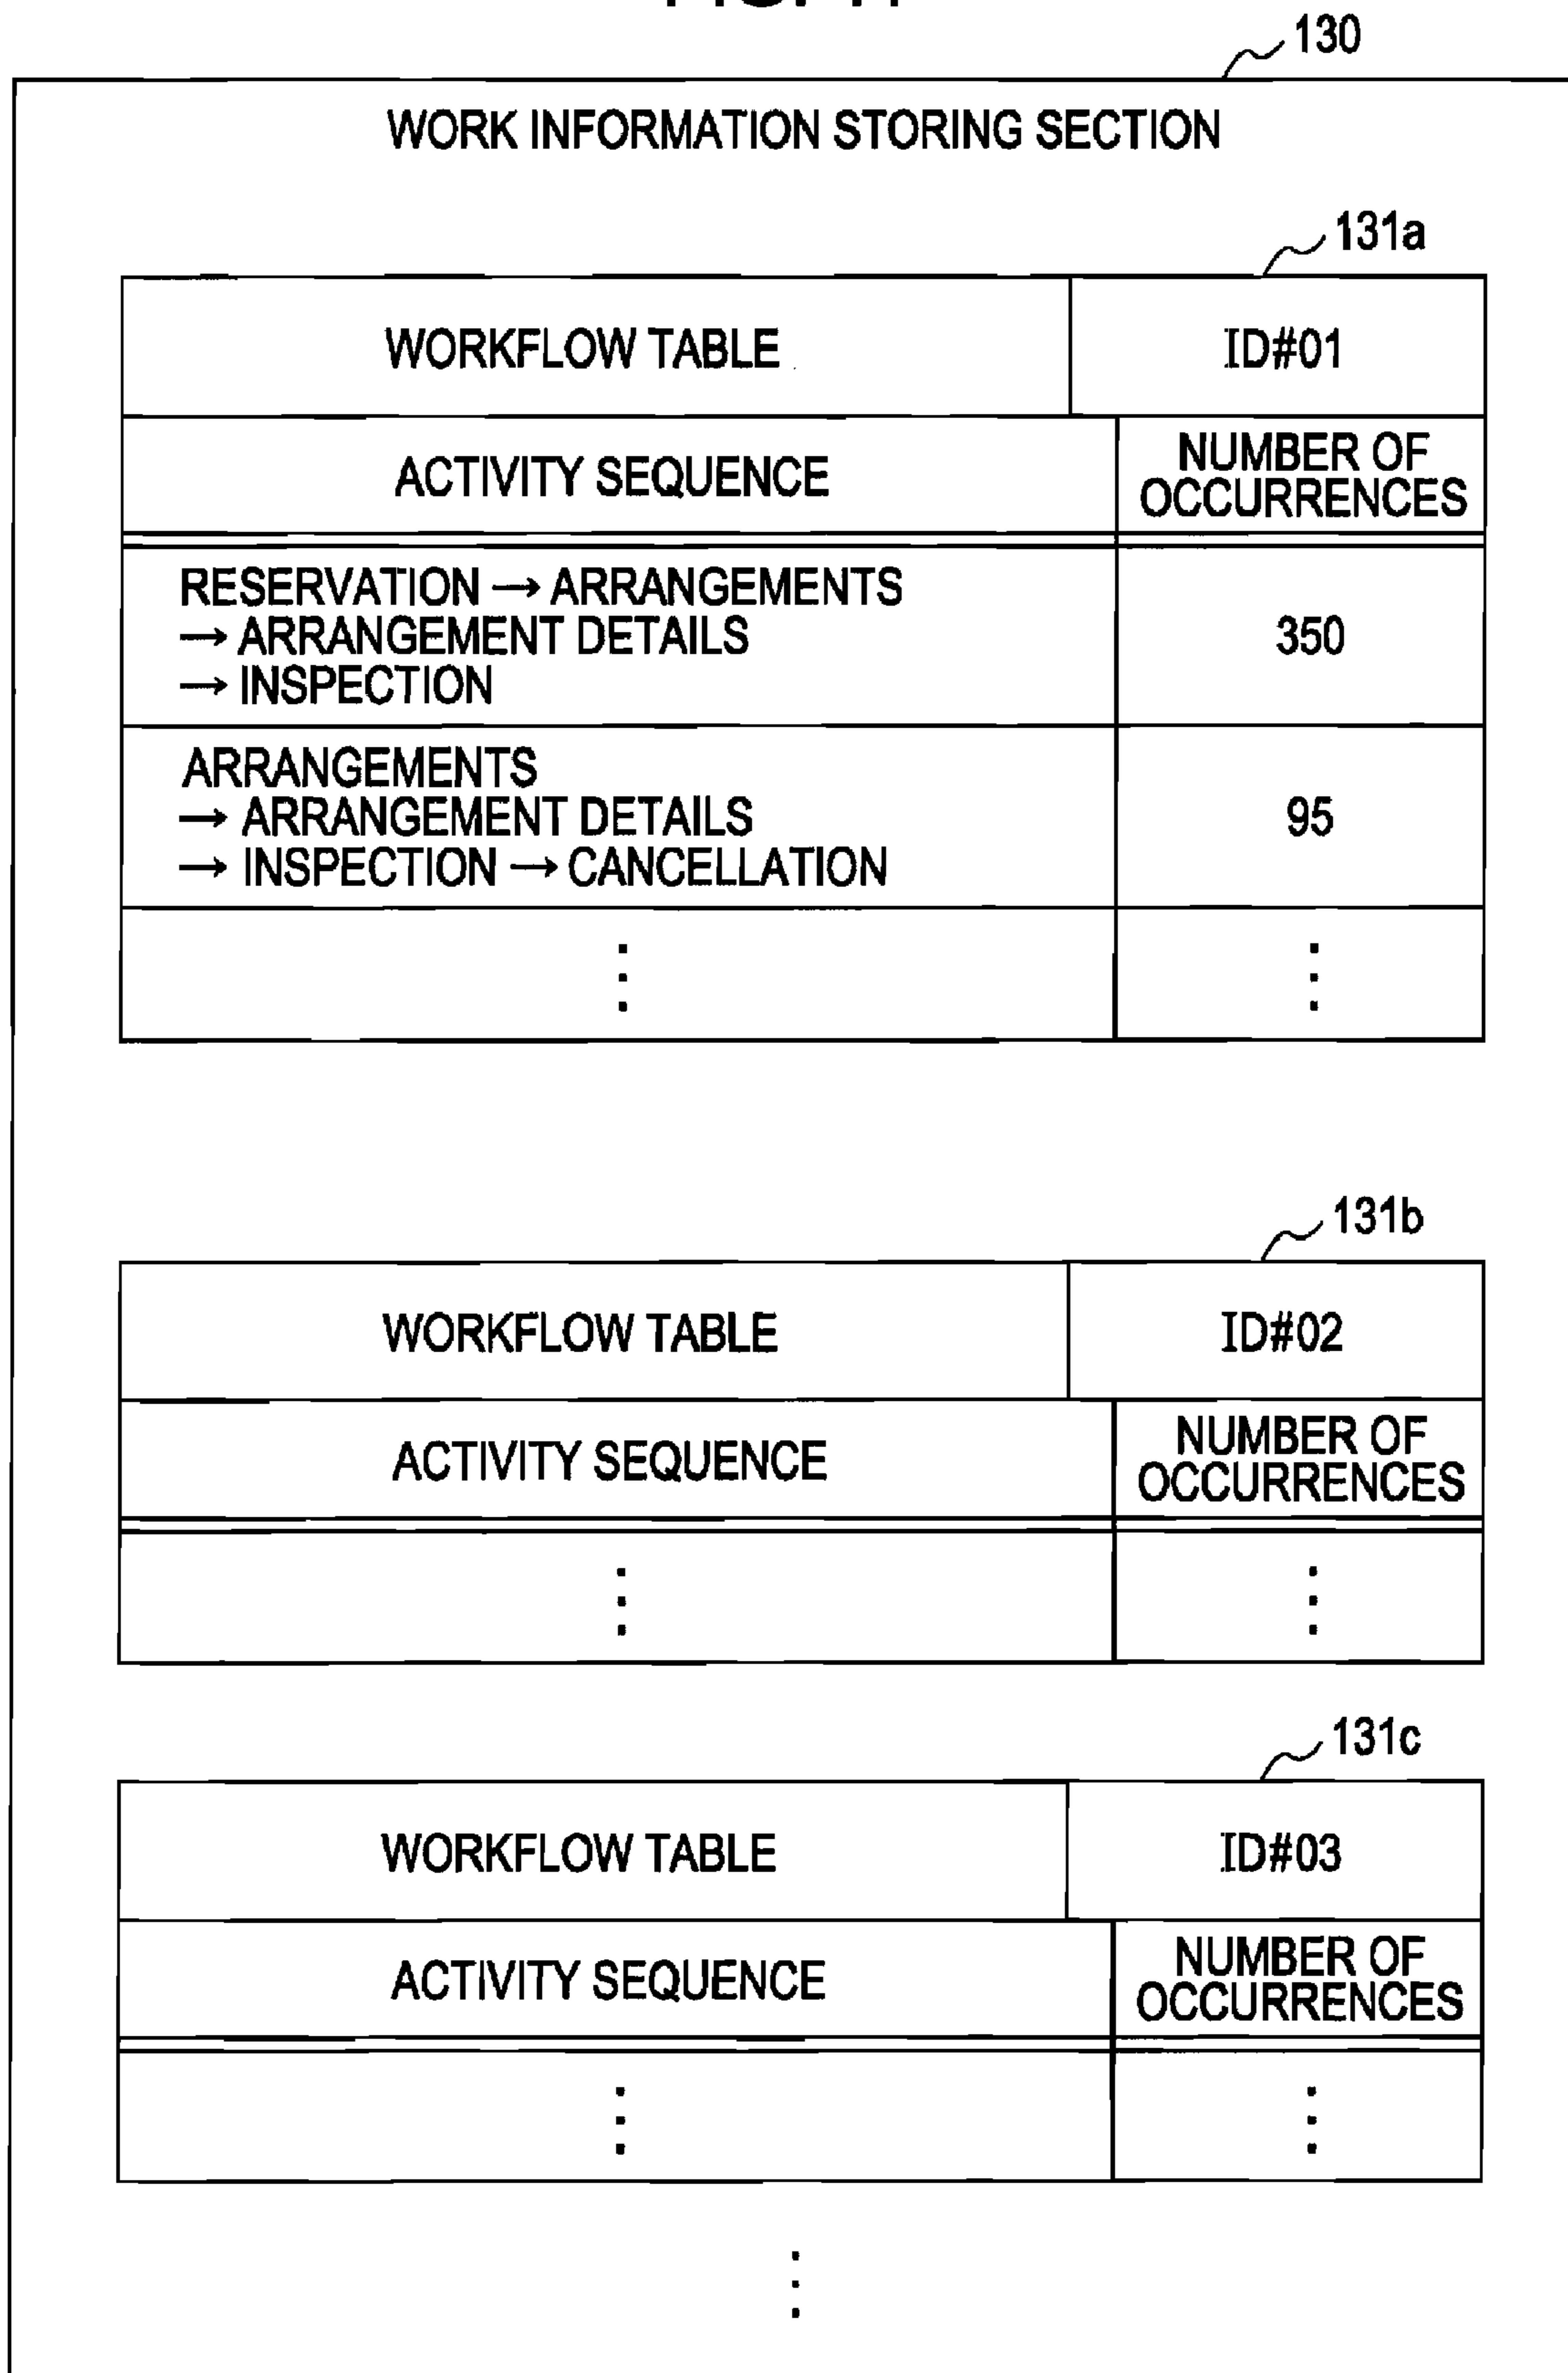 130
WORK INFORMATION STORING SECTION
131a
WORKFLOW TABLE ID#01
ACTIVITY SEQUENCE NUMBER OF
OCCURRENCES
RESERVATION → ARRANGEMENTS
→ ARRANGEMENT DETAILS
→ INSPECTION
350
ARRANGEMENTS
→ ARRANGEMENT DETAILS
→ INSPECTION → CANCELLATION
95
131b
WORKFLOW TABLE ID#02
ACTIVITY SEQUENCE NUMBER OF
OCCURRENCES
131c
WORKFLOW TABLE ID#03
ACTIVITY SEQUENCE NUMBER OF
OCCURRENCES